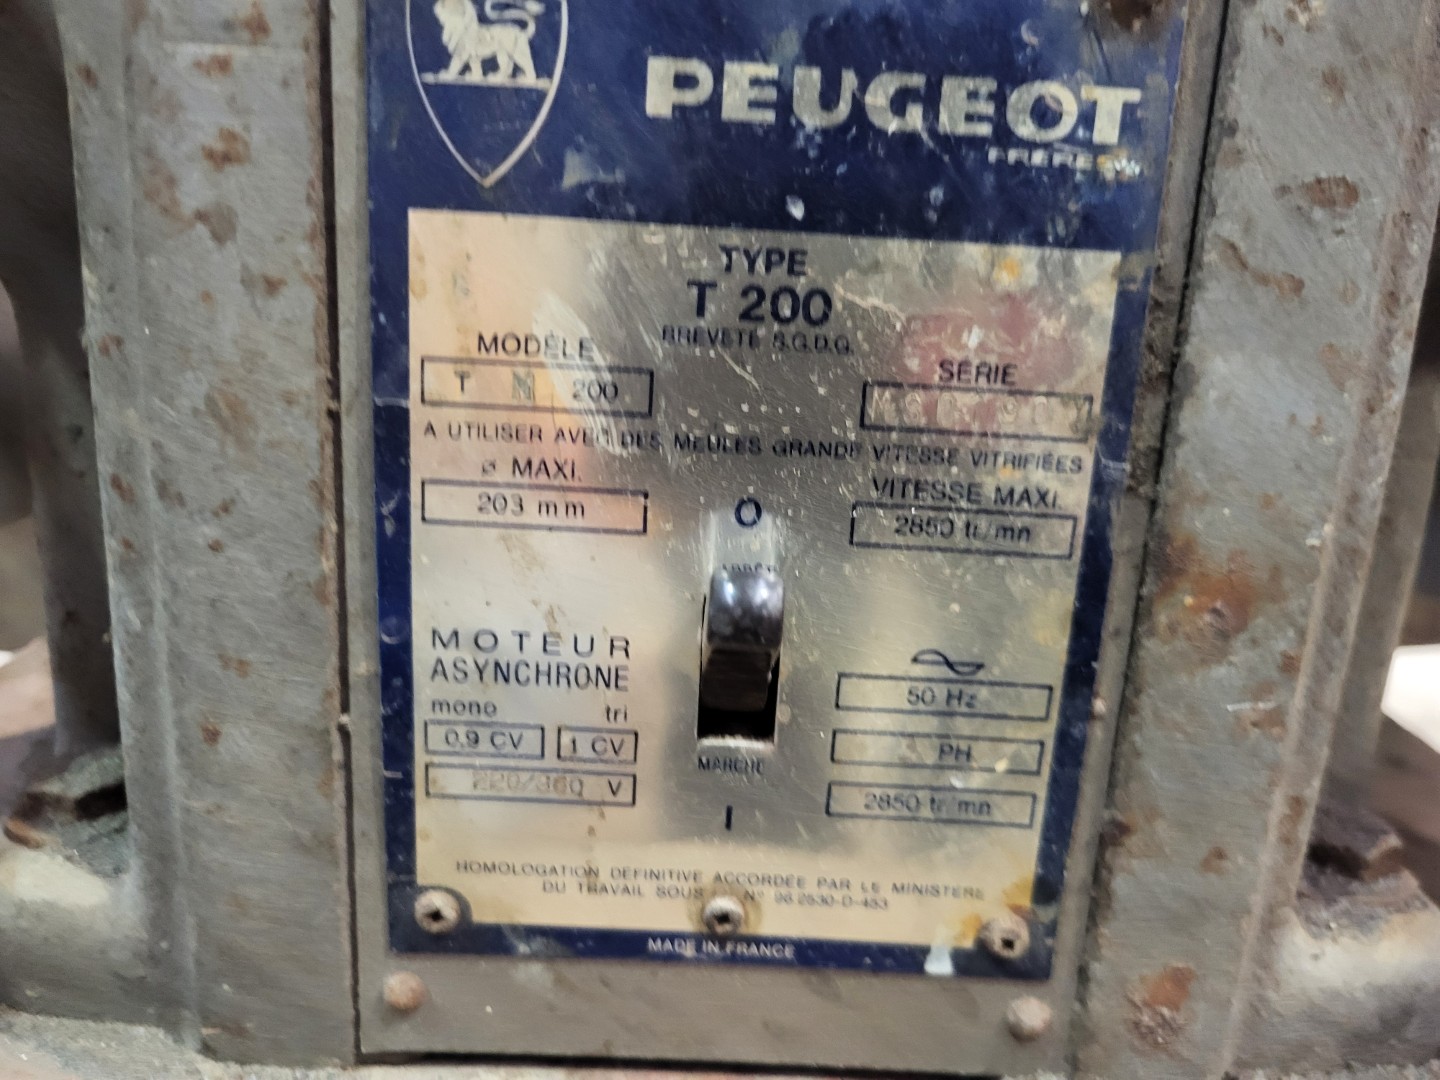 PEUGEOT
FRÈRES
TYPE
T 200
BREVETÉ S.G.D.G.
MODÈLE
T N 200
SÉRIE
A UTILISER AVEC DES MEULES GRANDE VITESSE VITRIFIÉES
ø MAXI.
203 mm
VITESSE MAXI.
2850 tr/mn
O
ARRÊT
MOTEUR
ASYNCHRONE
mono tri
0.9 CV 1 CV
220/380 V
50 Hz
PH
2850 tr/mn
MARCHE
I
HOMOLOGATION DÉFINITIVE ACCORDÉE PAR LE MINISTÈRE
DU TRAVAIL SOUS N°
MADE IN FRANCE